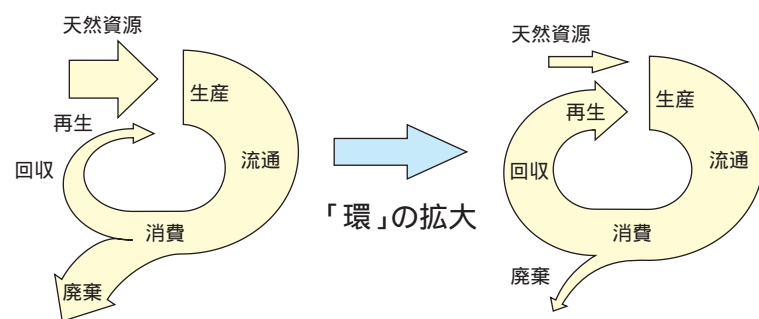 天然資源
生産
再生
回収
流通
消費
廃棄
「環」の拡大
天然資源
生産
再生
回収
流通
消費
廃棄